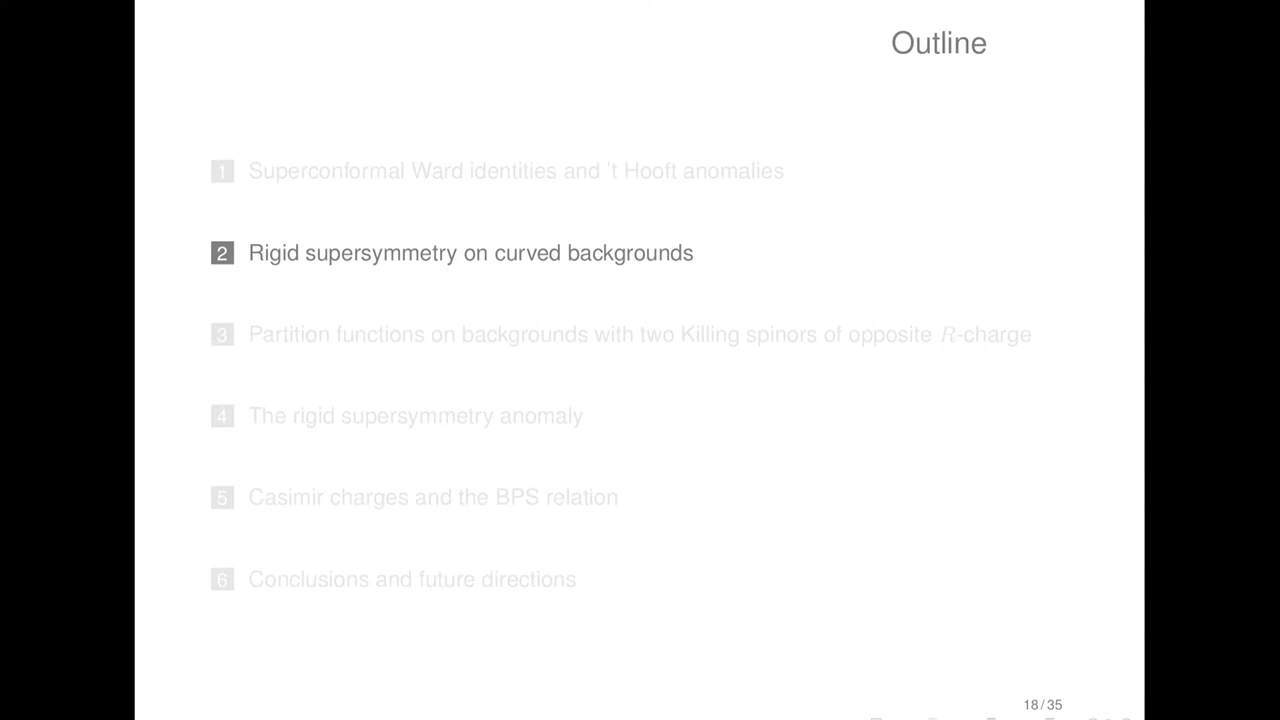 Outline
1 Superconformal Ward identities and 't Hooft anomalies
2 Rigid supersymmetry on curved backgrounds
3 Partition functions on backgrounds with two Killing spinors of opposite R-charge
4 The rigid supersymmetry anomaly
5 Casimir charges and the BPS relation
6 Conclusions and future directions
18 / 35